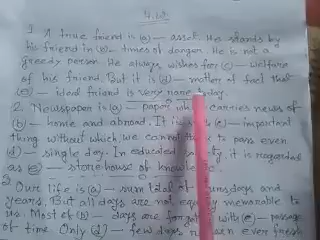 1. A true friend is (a)— asset. He stands by
his friend in (b)— times of danger. He is not a
greedy person. He always wishes for (c)— welfare
of his friend. But it is (d)— matter of fact that
(e)— ideal friend is very rare today.
2. Newspaper is (a)— paper which carries news of
(b)— home and abroad. It is (c)— important
thing without which we cannot to pass even
(d)— single day. In educated it is regarded
as (e)— store-house of knowledge.
3 Our life is (a)— sum total of days and
years. But all days are not equally memorable to
us. Most of (b)— days are forgotten with (c)— passage
of time. Only (d)— few days even fresh